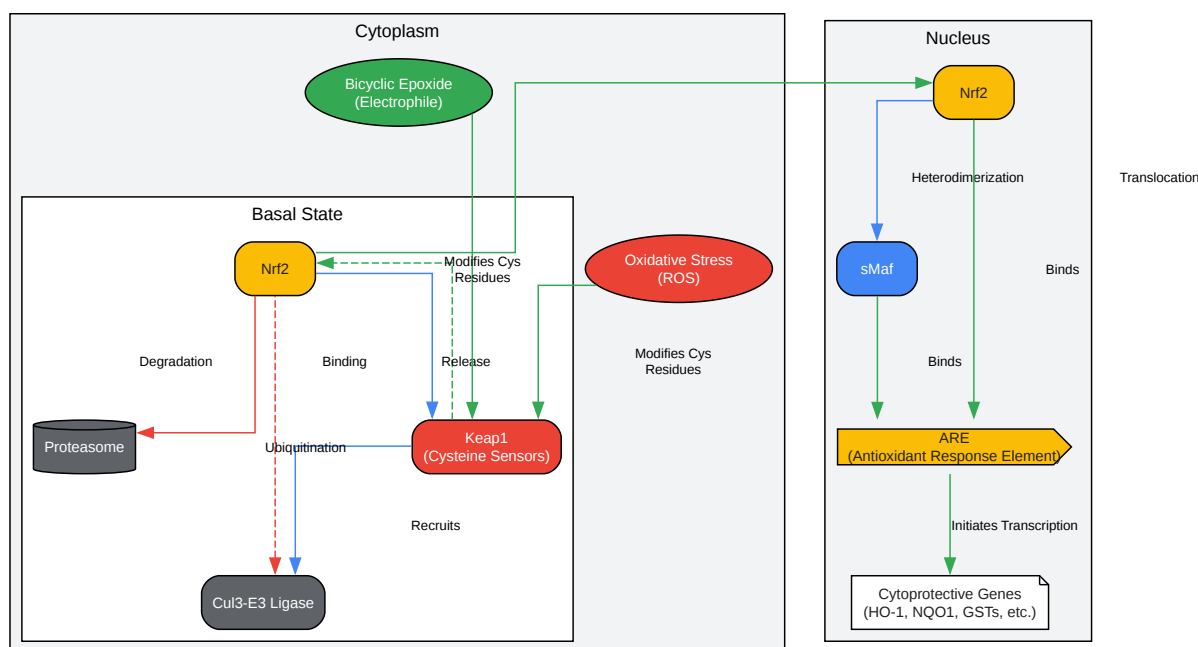 Cytoplasm
Nucleus
Bicyclic Epoxide
(Electrophile)
Nrf2
Heterodimerization
Translocation
Basal State
Nrf2
Modifies Cys
Residues
Oxidative Stress
(ROS)
sMaf
Binds
Degradation
Binding
Release
Modifies Cys
Residues
Binds
Proteasome
Ubiquitination
Keap1
(Cysteine Sensors)
ARE
(Antioxidant Response Element)
Recruits
Initiates Transcription
Cul3-E3 Ligase
Cytoprotective Genes
(HO-1, NQO1, GSTs, etc.)